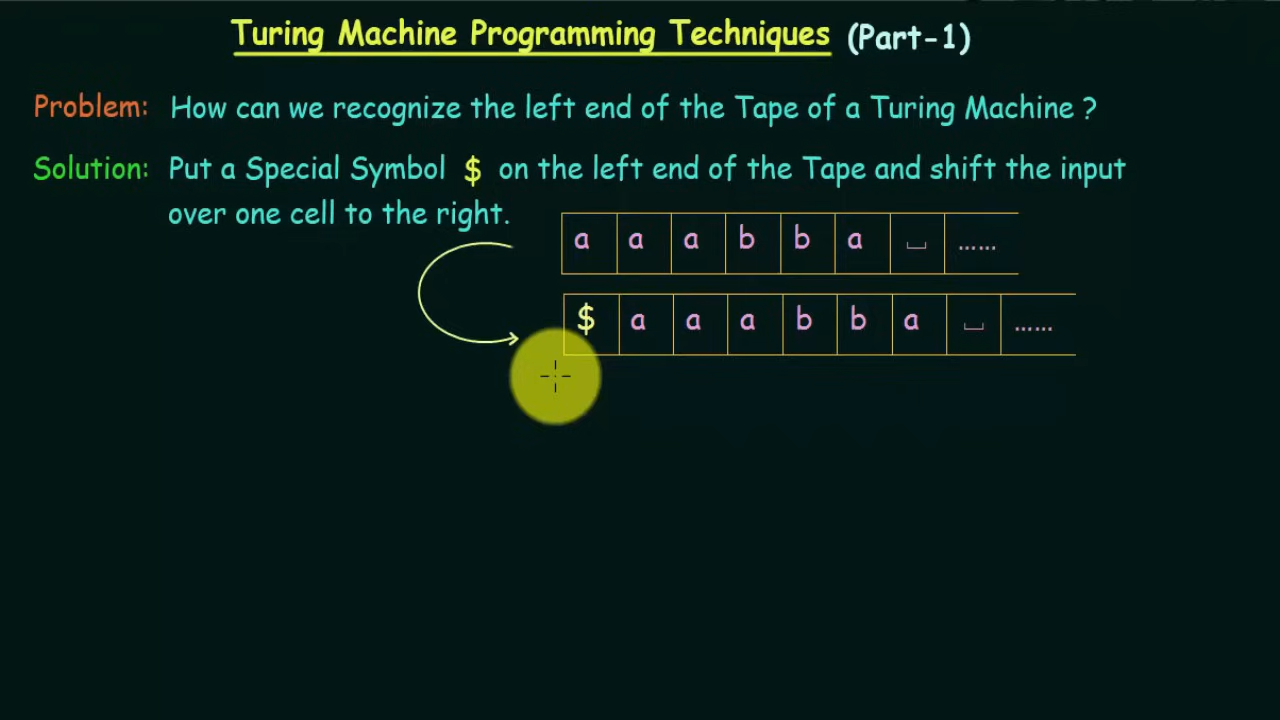 Turing Machine Programming Techniques (Part-1)
Problem: How can we recognize the left end of the Tape of a Turing Machine ?
Solution: Put a Special Symbol $ on the left end of the Tape and shift the input
over one cell to the right.
a a a b b a ⎵ ......
$ a a a b b a ⎵ ......